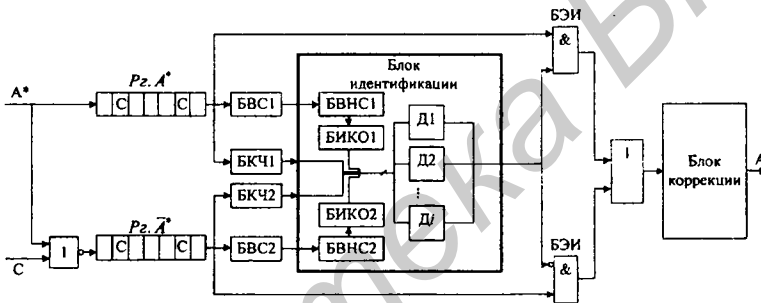 БЭИ
&
Блок
идентификации
Рг. A*
A*
С С
БВС1
БВНС1
Д1
БИКО1
БКЧ1
Д2
1
Блок
коррекции
A
БКЧ2
⋮
БИКО2
Дi
Рг. Ā*
1
С С
БВС2
БВНС2
С
БЭИ
&
тека